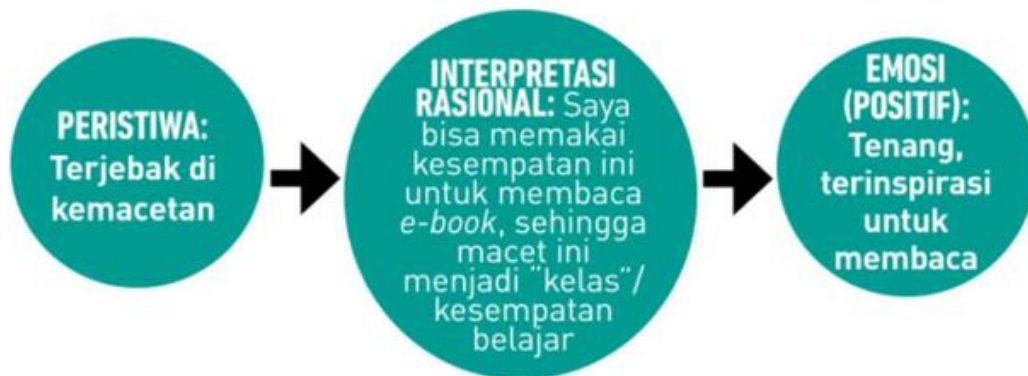 PERISTIWA:
Terjebak di
kemacetan
INTERPRETASI
RASIONAL: Saya
bisa memakai
kesempatan ini
untuk membaca
e-book, sehingga
macet ini
menjadi "kelas"/
kesempatan
belajar
EMOSI
(POSITIF):
Tenang,
terinspirasi
untuk
membaca